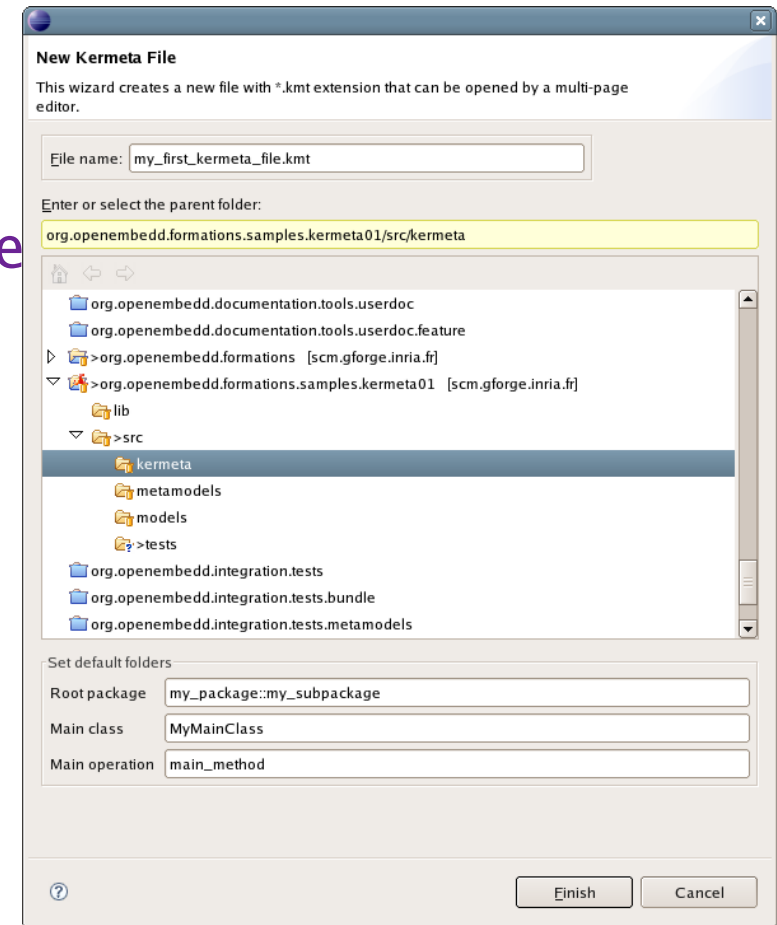 New Kermeta File
This wizard creates a new file with *.kmt extension that can be opened by a multi-page
editor.
File name: my_first_kermeta_file.kmt
Enter or select the parent folder:
e
org.openembedd.formations.samples.kermeta01/src/kermeta
org.openembedd.documentation.tools.userdoc
org.openembedd.documentation.tools.userdoc.feature
>org.openembedd.formations [scm.gforge.inria.fr]
>org.openembedd.formations.samples.kermeta01 [scm.gforge.inria.fr]
lib
>src
kermeta
metamodels
models
>tests
org.openembedd.integration.tests
org.openembedd.integration.tests.bundle
org.openembedd.integration.tests.metamodels
Set default folders
Root package my_package::my_subpackage
Main class MyMainClass
Main operation main_method
? Finish Cancel